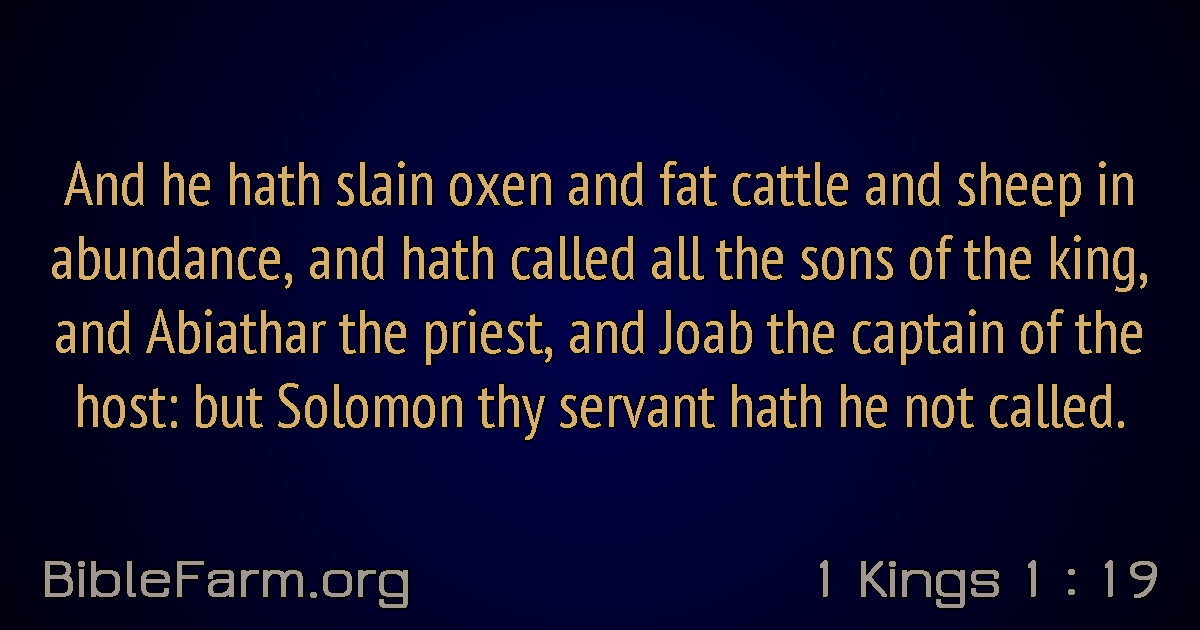 And he hath slain oxen and fat cattle and sheep in
abundance, and hath called all the sons of the king,
and Abiathar the priest, and Joab the captain of the
host: but Solomon thy servant hath he not called.
BibleFarm.org
1 Kings 1 : 19